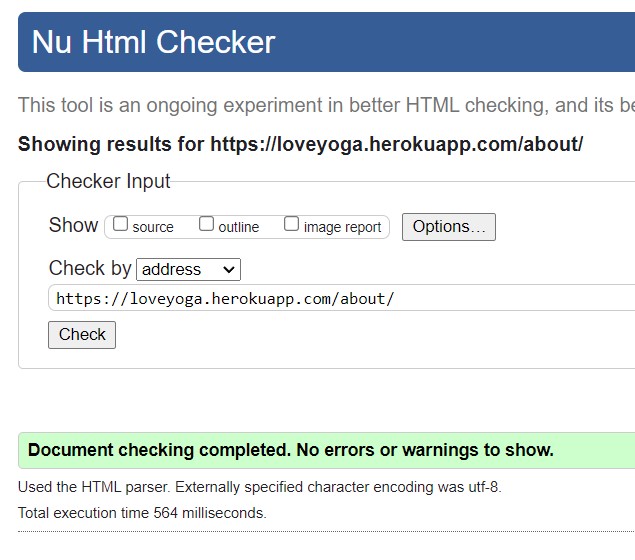 Nu Html Checker
This tool is an ongoing experiment in better HTML checking, and its be
Showing results for https://loveyoga.herokuapp.com/about/
Checker Input
Show source outline image report Options…
Check by address
https://loveyoga.herokuapp.com/about/
Check
Document checking completed. No errors or warnings to show.
Used the HTML parser. Externally specified character encoding was utf-8.
Total execution time 564 milliseconds.